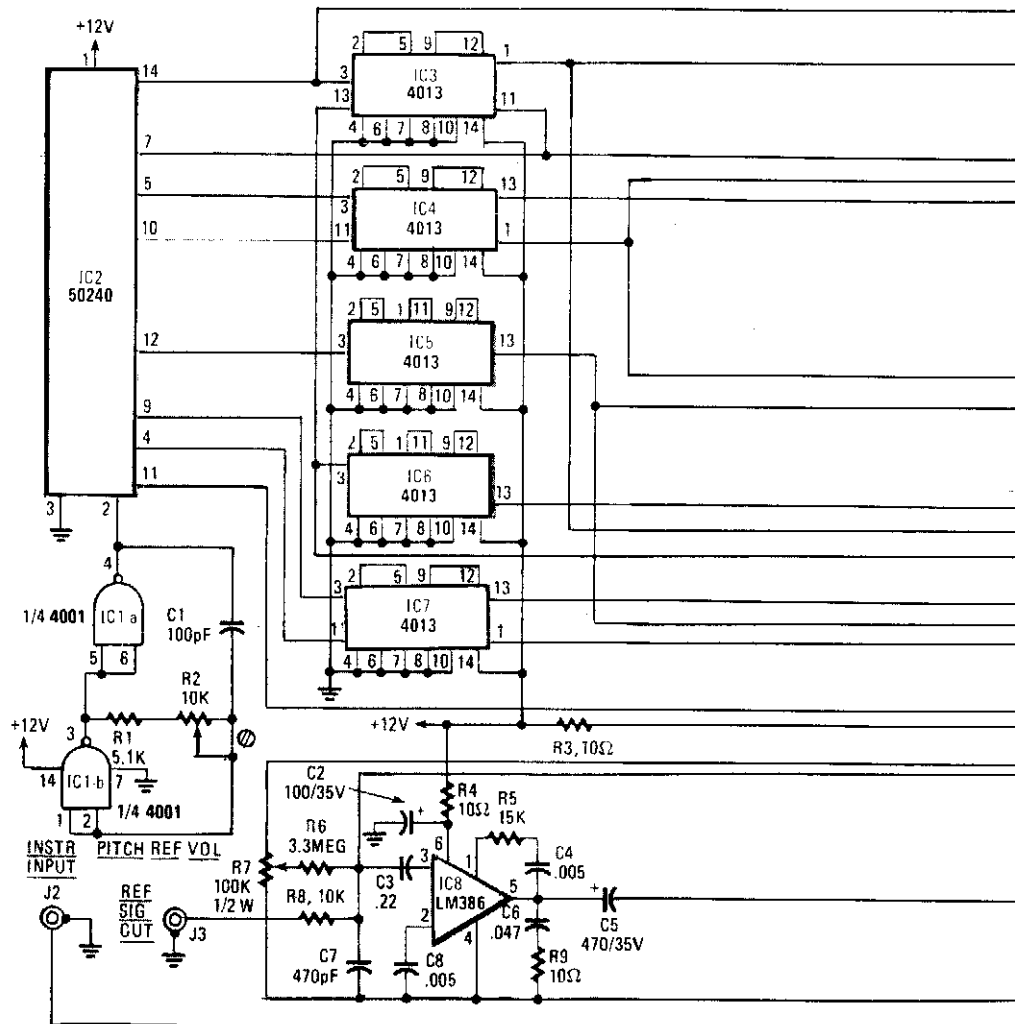 +12V
1
14
7
5
10
12
9
4
11
IC2
50240
3
2
2 5 9 12
3
13
IC3
4013
1
11
4 6 7 8 10 14
2 5 9 12
3
11
IC4
4013
13
1
4 6 7 8 10 14
2 5 1 11 9 12
3
IC5
4013
13
4 6 7 8 10 14
2 5 1 11 9 12
3
IC6
4013
13
4 6 7 8 10 14
2 5 9 12
3
11
IC7
4013
13
1
4 6 7 8 10 14
4
1/4 4001
IC1a
5 6
C1
100pF
R2
10K
+12V
3
R1
5.1K
14
IC1-b
7
1/4 4001
1 2
+12V
R3, 10Ω
C2
100/35V
+
R4
10Ω
R5
15K
INSTR
INPUT
PITCH REF VOL
R6
3.3MEG
R7
100K
1/2 W
R8, 10K
C3
.22
3
6
1
IC8
LM386
5
2
4
C4
.005
C6
.047
+
C5
470/35V
R9
10Ω
J2
REF
SIG
OUT
J3
C7
470pF
C8
.005